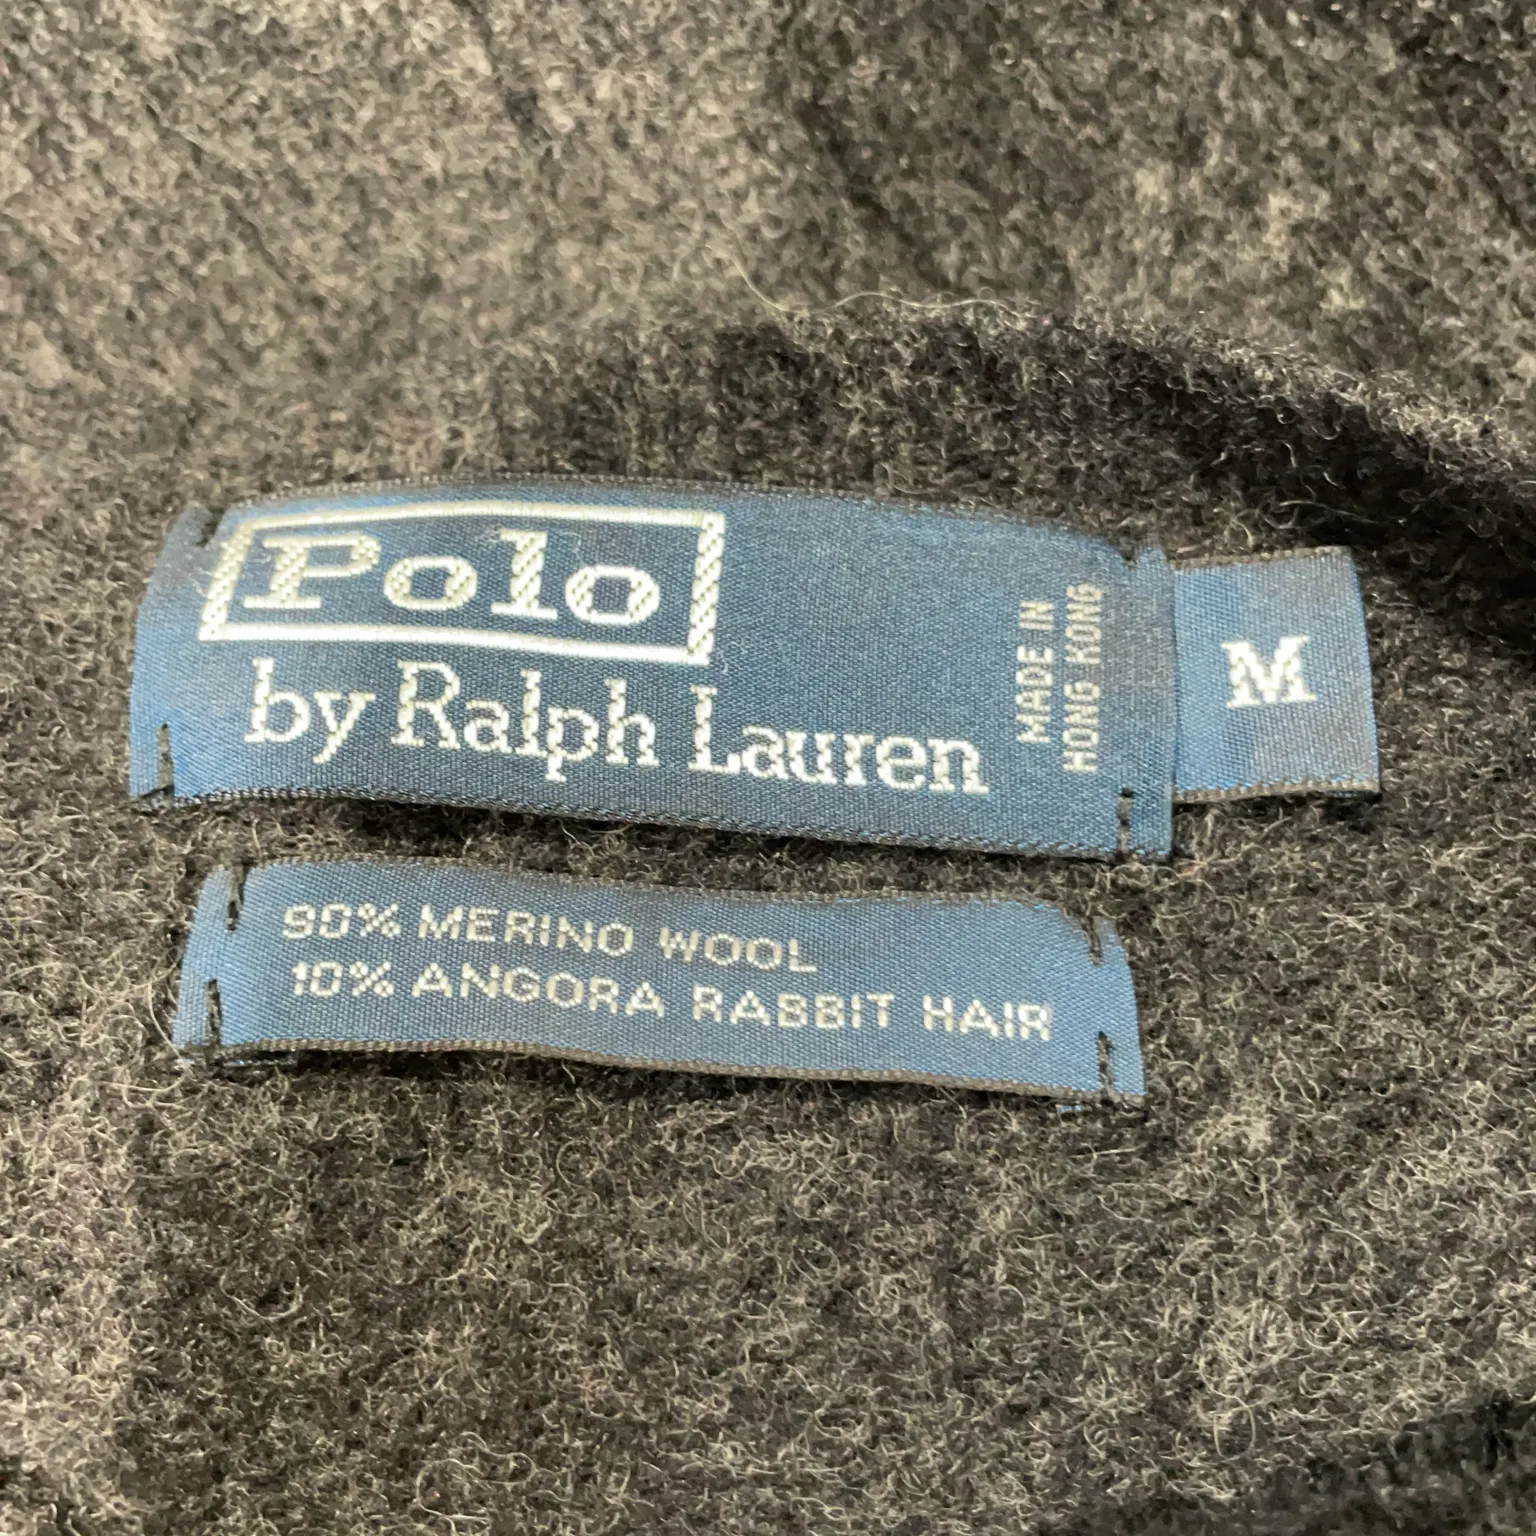 Polo
by Ralph Lauren
MADE IN
HONG KONG
M
90% MERINO WOOL
10% ANGORA RABBIT HAIR